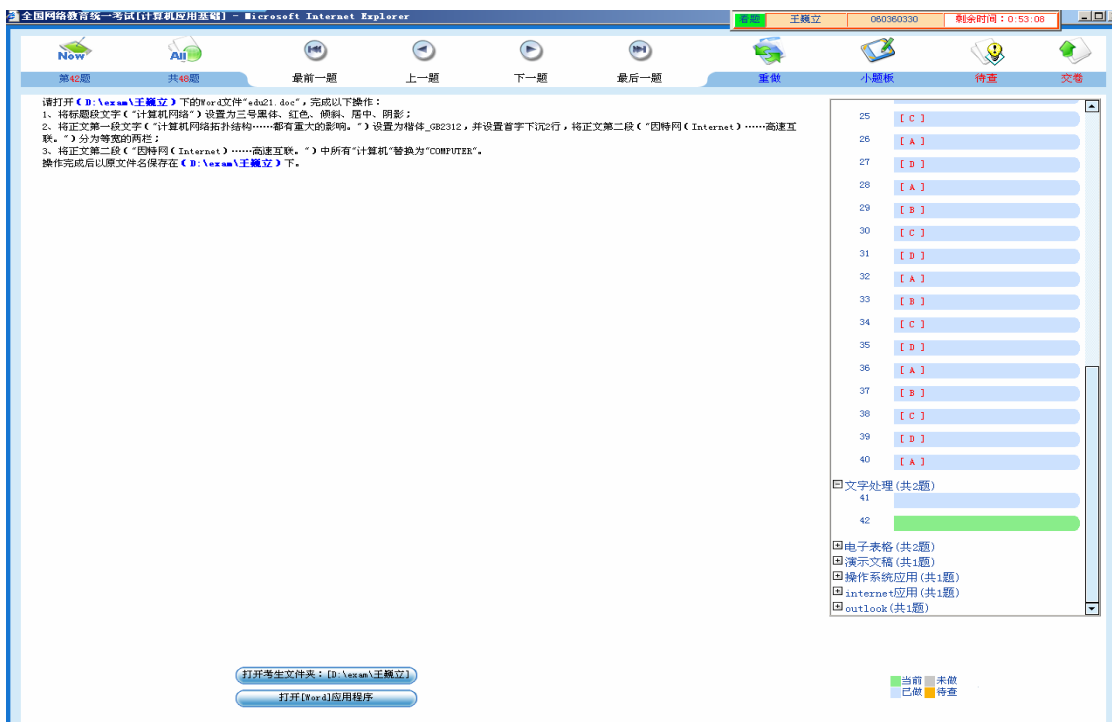 全国网络教育统一考试[计算机应用基础] - Microsoft Internet Explorer
看题 王巍立 060360330 剩余时间：0:53:08
Now All
第42题 共48题 最前一题 上一题 下一题 最后一题 重做 小题板 待查 交卷
请打开（D:\exam\王巍立）下的Word文件"edu21.doc"，完成以下操作：
1、将标题段文字（"计算机网络"）设置为三号黑体、红色、倾斜、居中、阴影；
2、将正文第一段文字（"计算机网络拓扑结构……都有重大的影响。"）设置为楷体_GB2312，并设置首字下沉2行，将正文第二段（"因特网（Internet）……高速互
联。"）分为等宽的两栏；
3、将正文第二段（"因特网（Internet）……高速互联。"）中所有"计算机"替换为"COMPUTER"。
操作完成后以原文件名保存在（D:\exam\王巍立）下。
25 [ C ]
26 [ A ]
27 [ D ]
28 [ A ]
29 [ B ]
30 [ C ]
31 [ D ]
32 [ A ]
33 [ B ]
34 [ C ]
35 [ D ]
36 [ A ]
37 [ B ]
38 [ C ]
39 [ D ]
40 [ A ]
文字处理(共2题)
41
42
电子表格(共2题)
演示文稿(共1题)
操作系统应用(共1题)
internet应用(共1题)
outlook(共1题)
打开考生文件夹：[D:\exam\王巍立]
打开[Word]应用程序
当前 未做
已做 待查